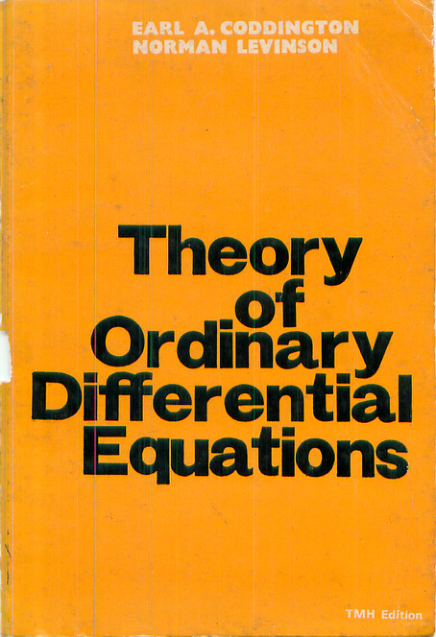 EARL A. CODDINGTON
NORMAN LEVINSON
Theory
of
Ordinary
Differential
Equations
TMH Edition